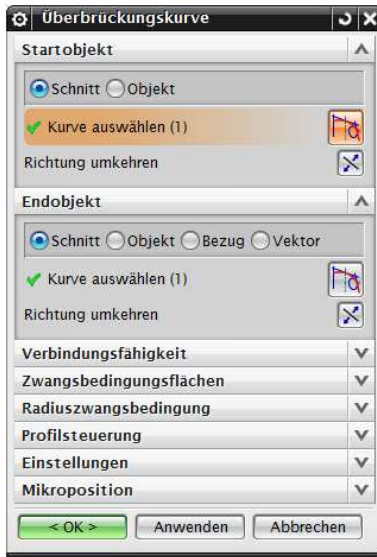 Überbrückungskurve
Startobjekt
Schnitt Objekt
Kurve auswählen (1)
Richtung umkehren
Endobjekt
Schnitt Objekt Bezug Vektor
Kurve auswählen (1)
Richtung umkehren
Verbindungsfähigkeit
Zwangsbedingungsflächen
Radiuszwangsbedingung
Profilsteuerung
Einstellungen
Mikroposition
< OK > Anwenden Abbrechen